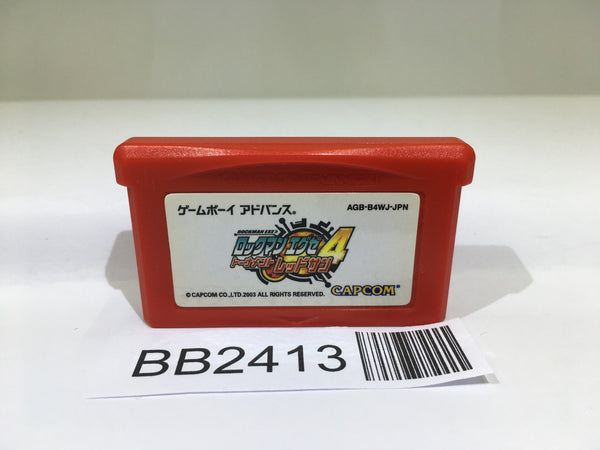 ゲームボーイ アドバンス® AGB-B4WJ-JPN
ROCKMAN EXE 4
ロックマン エグゼ 4
トーナメント レッドサン
© CAPCOM CO., LTD. 2003 ALL RIGHTS RESERVED. CAPCOM
BB2413